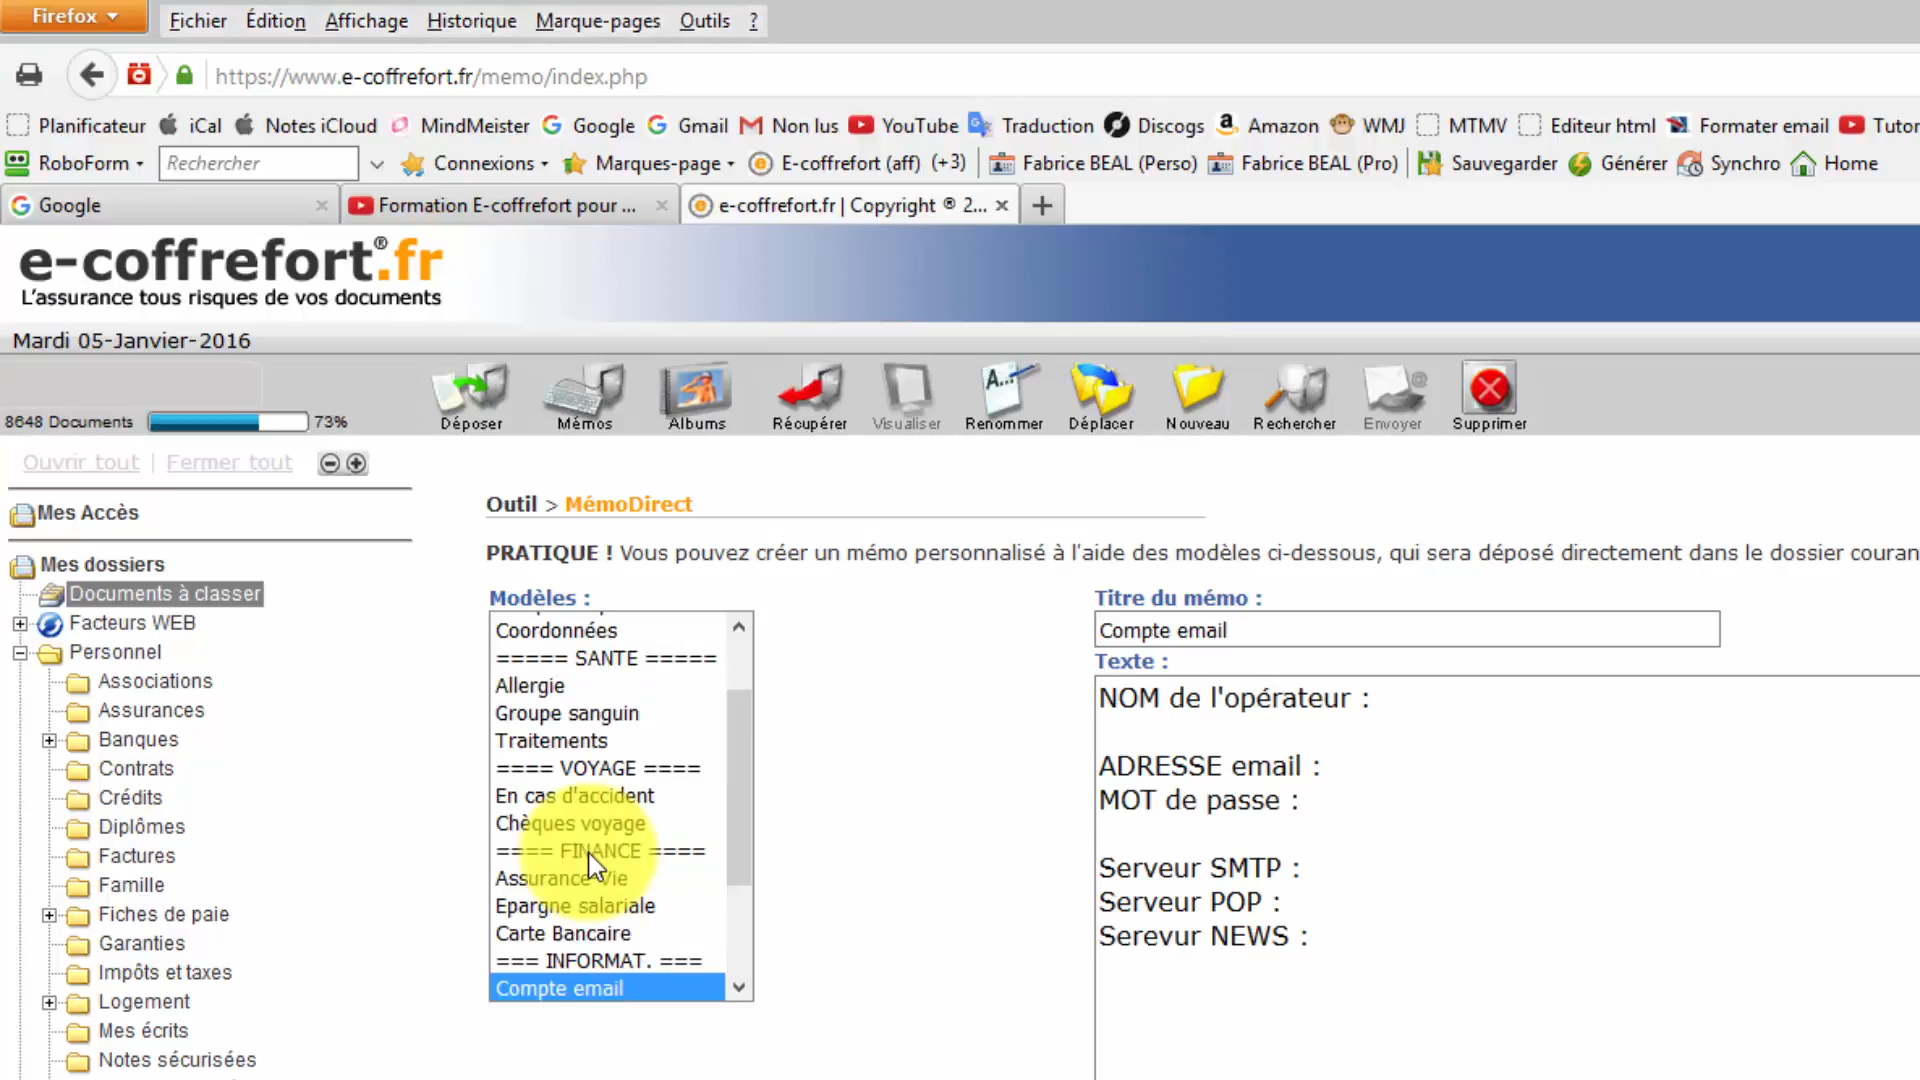 Firefox
Fichier Édition Affichage Historique Marque-pages Outils ?
https://www.e-coffrefort.fr/memo/index.php
Planificateur iCal Notes iCloud MindMeister Google Gmail Non lus YouTube Traduction Discogs Amazon WMJ MTMV Editeur html Formater email Tutor
RoboForm Rechercher Connexions Marques-page E-coffrefort (aff) (+3) Fabrice BEAL (Perso) Fabrice BEAL (Pro) Sauvegarder Générer Synchro Home
Google Formation E-coffrefort pour ... e-coffrefort.fr | Copyright ® 2...
e-coffrefort®.fr
L'assurance tous risques de vos documents
Mardi 05-Janvier-2016
8648 Documents 73% Déposer Mémos Albums Récupérer Visualiser Renommer Déplacer Nouveau Rechercher Envoyer Supprimer
Ouvrir tout | Fermer tout
Mes Accès
Mes dossiers
Documents à classer
Facteurs WEB
Personnel
Associations
Assurances
Banques
Contrats
Crédits
Diplômes
Factures
Famille
Fiches de paie
Garanties
Impôts et taxes
Logement
Mes écrits
Notes sécurisées
Outil > MémoDirect
PRATIQUE ! Vous pouvez créer un mémo personnalisé à l'aide des modèles ci-dessous, qui sera déposé directement dans le dossier couran
Modèles :
Coordonnées
===== SANTE =====
Allergie
Groupe sanguin
Traitements
==== VOYAGE ====
En cas d'accident
Chèques voyage
==== FINANCE ====
Assurance Vie
Epargne salariale
Carte Bancaire
=== INFORMAT. ===
Compte email
Titre du mémo :
Compte email
Texte :
NOM de l'opérateur :
ADRESSE email :
MOT de passe :
Serveur SMTP :
Serveur POP :
Serevur NEWS :